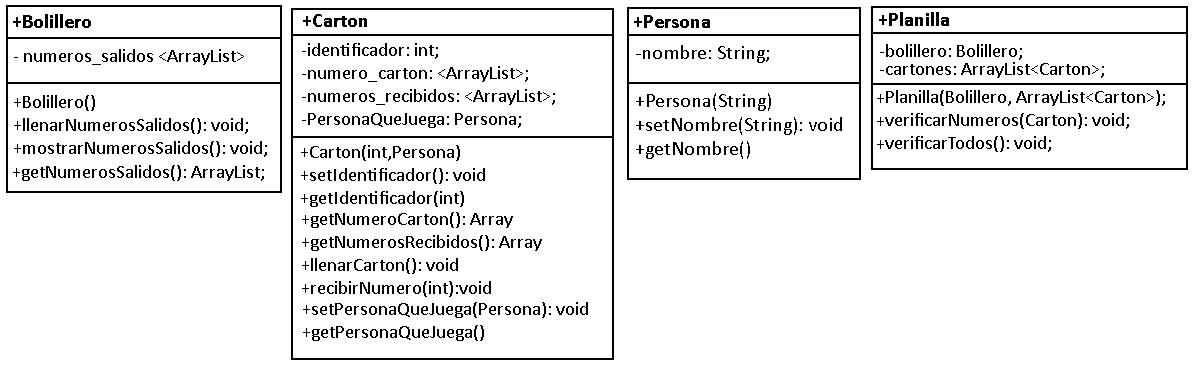 +Bolillero
- numeros_salidos <ArrayList>
+Bolillero()
+llenarNumerosSalidos(): void;
+mostrarNumerosSalidos(): void;
+getNumerosSalidos(): ArrayList;
+Carton
-identificador: int;
-numero_carton: <ArrayList>;
-numeros_recibidos: <ArrayList>;
-PersonaQueJuega: Persona;
+Carton(int,Persona)
+setIdentificador(): void
+getIdentificador(int)
+getNumeroCarton(): Array
+getNumerosRecibidos(): Array
+llenarCarton(): void
+recibirNumero(int):void
+setPersonaQueJuega(Persona): void
+getPersonaQueJuega()
+Persona
-nombre: String;
+Persona(String)
+setNombre(String): void
+getNombre()
+Planilla
-bolillero: Bolillero;
-cartones: ArrayList<Carton>;
+Planilla(Bolillero, ArrayList<Carton>);
+verificarNumeros(Carton): void;
+verificarTodos(): void;